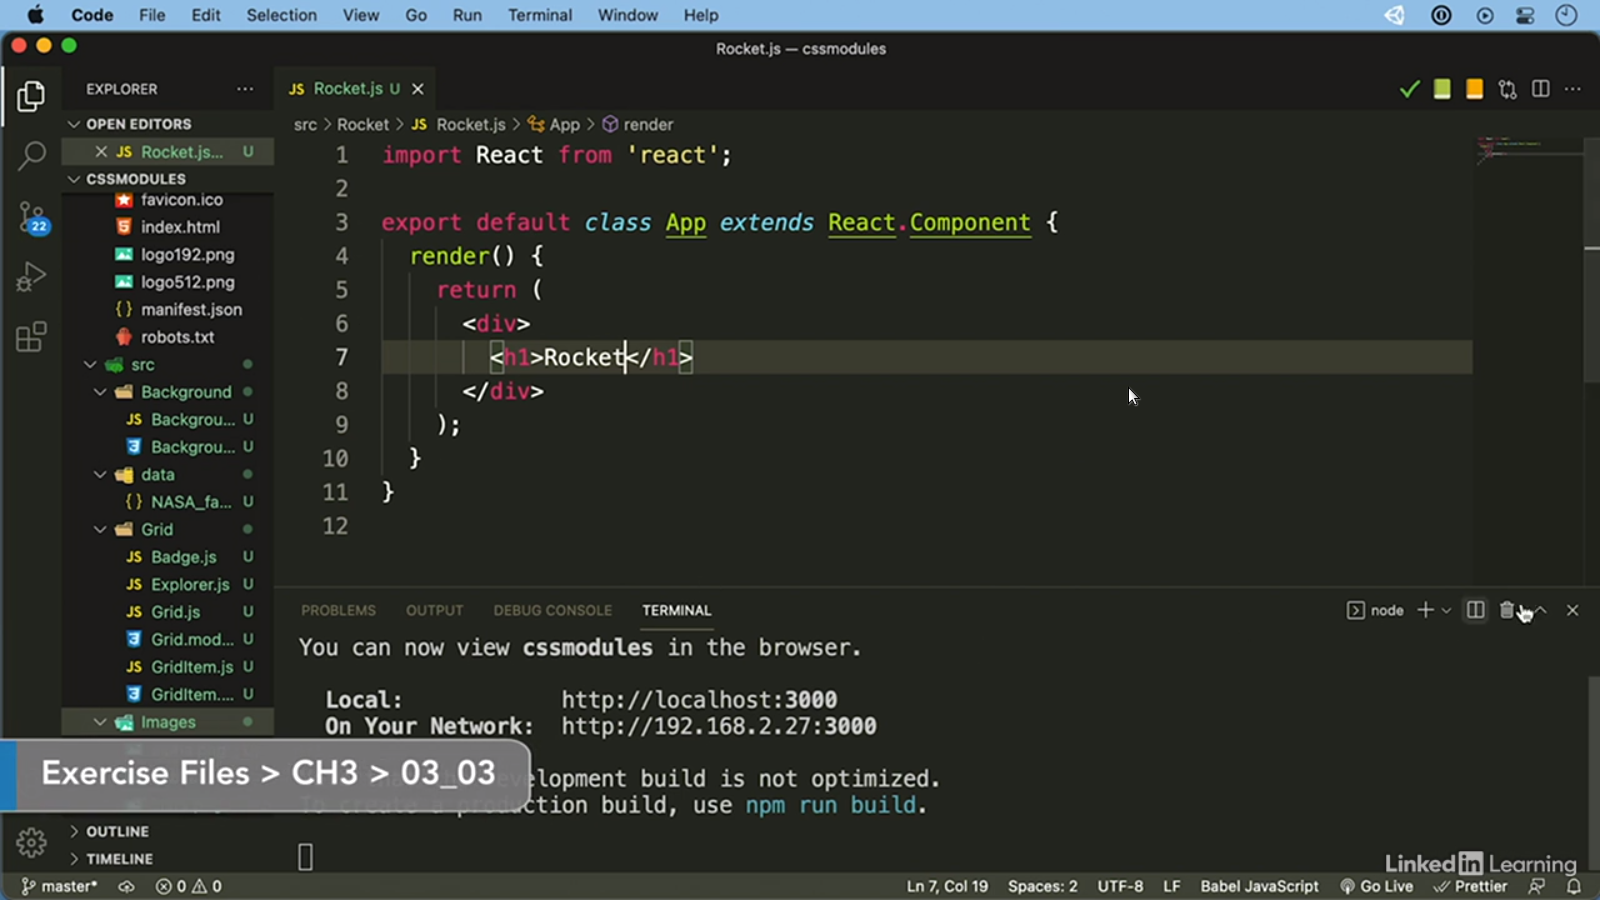 Code File Edit Selection View Go Run Terminal Window Help
Rocket.js — cssmodules
EXPLORER
JS Rocket.js U
OPEN EDITORS
src > Rocket > JS Rocket.js > App > render
JS Rocket.js... U
CSSMODULES
favicon.ico
index.html
logo192.png
logo512.png
{} manifest.json
robots.txt
src
Background
JS Backgrou... U
Backgrou... U
data
{} NASA_fa... U
Grid
JS Badge.js U
JS Explorer.js U
JS Grid.js U
Grid.mod... U
JS GridItem.js U
GridItem.... U
Images
22
1 import React from 'react';
2
3 export default class App extends React.Component {
4 render() {
5 return (
6 <div>
7 <h1>Rocket</h1>
8 </div>
9 );
10 }
11 }
12
PROBLEMS OUTPUT DEBUG CONSOLE TERMINAL
node
You can now view cssmodules in the browser.
Local: http://localhost:3000
On Your Network: http://192.168.2.27:3000
development build is not optimized.
To create a production build, use npm run build.
Exercise Files > CH3 > 03_03
OUTLINE
TIMELINE
LinkedIn Learning
master* 0 0
Ln 7, Col 19 Spaces: 2 UTF-8 LF Babel JavaScript Go Live Prettier